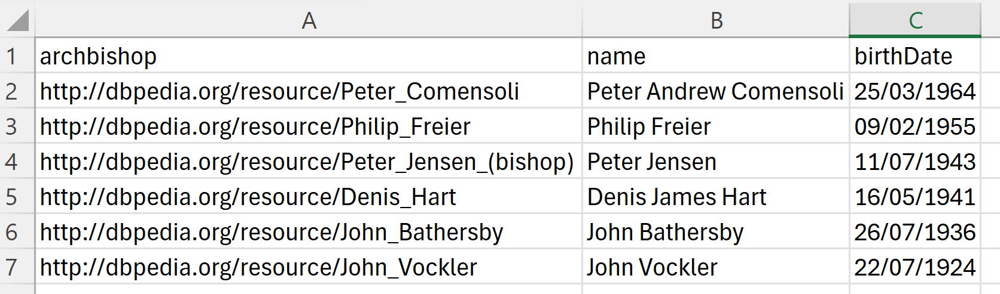 A B C
1 archbishop name birthDate
2 http://dbpedia.org/resource/Peter_Comensoli Peter Andrew Comensoli 25/03/1964
3 http://dbpedia.org/resource/Philip_Freier Philip Freier 09/02/1955
4 http://dbpedia.org/resource/Peter_Jensen_(bishop) Peter Jensen 11/07/1943
5 http://dbpedia.org/resource/Denis_Hart Denis James Hart 16/05/1941
6 http://dbpedia.org/resource/John_Bathersby John Bathersby 26/07/1936
7 http://dbpedia.org/resource/John_Vockler John Vockler 22/07/1924